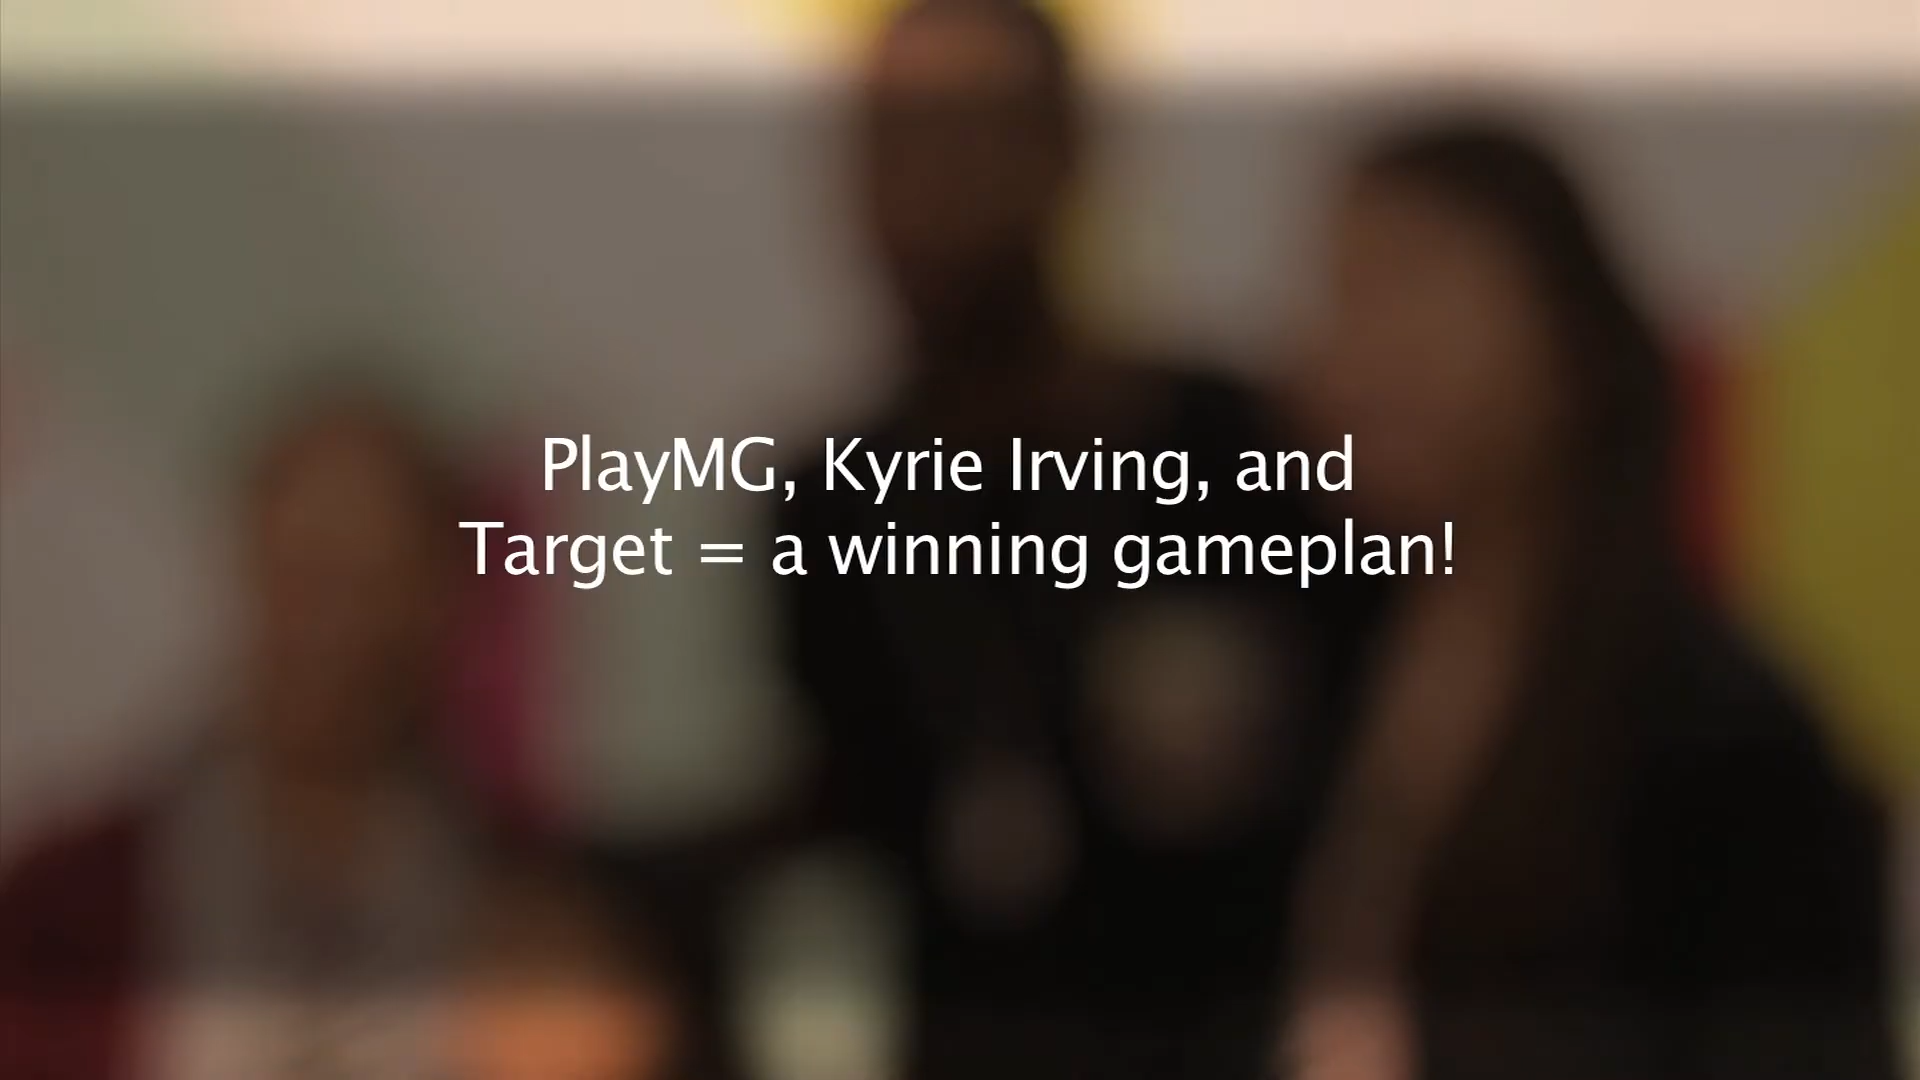 PlayMG, Kyrie Irving, and
Target = a winning gameplan!